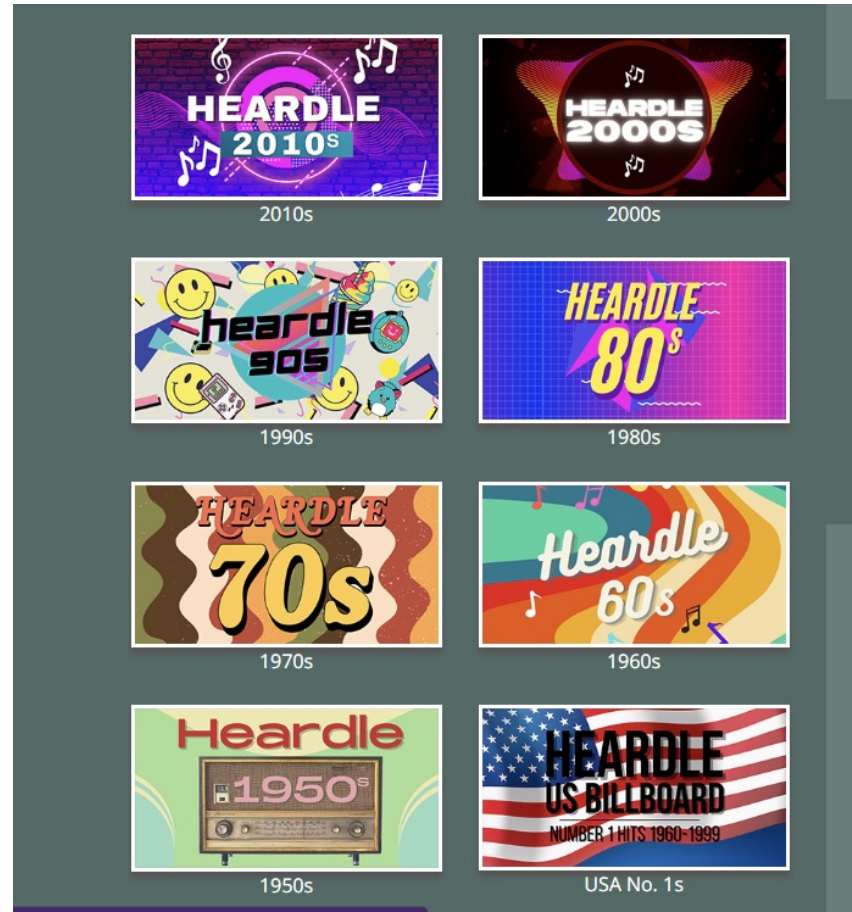 HEARDLE
2010s
2010s
HEARDLE
2000s
2000s
heardle
90s
1990s
HEARDLE
80s
1980s
HEARDLE
70s
1970s
Heardle
60s
1960s
Heardle
1950s
1950s
HEARDLE
US BILLBOARD
NUMBER 1 HITS 1960-1999
USA No. 1s